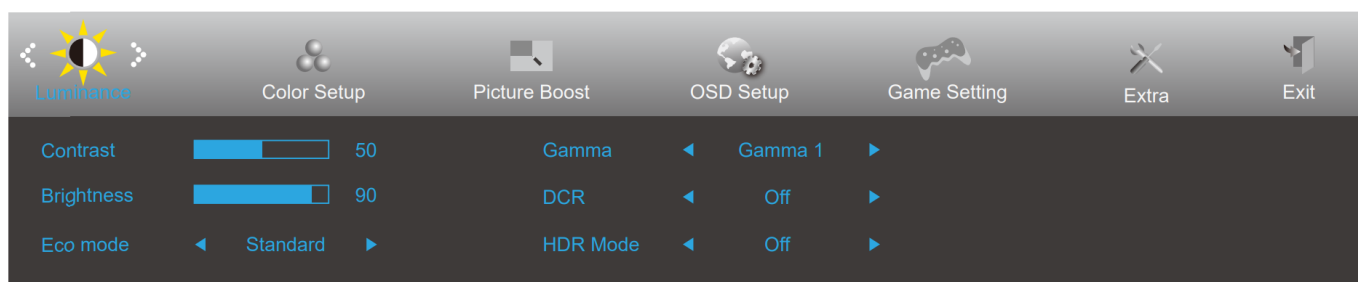 Luminance Color Setup Picture Boost OSD Setup Game Setting Extra Exit
Contrast 50 Gamma Gamma 1
Brightness 90 DCR Off
Eco mode Standard HDR Mode Off